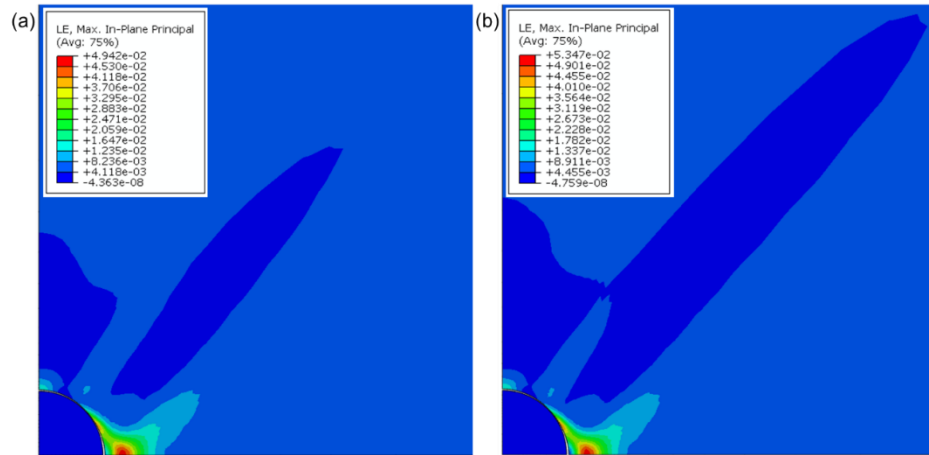 (a)
LE, Max. In-Plane Principal
(Avg: 75%)
+4.942e-02
+4.530e-02
+4.118e-02
+3.706e-02
+3.295e-02
+2.883e-02
+2.471e-02
+2.059e-02
+1.647e-02
+1.235e-02
+8.236e-03
+4.118e-03
-4.363e-08
(b)
LE, Max. In-Plane Principal
(Avg: 75%)
+5.347e-02
+4.901e-02
+4.455e-02
+4.010e-02
+3.564e-02
+3.119e-02
+2.673e-02
+2.228e-02
+1.782e-02
+1.337e-02
+8.911e-03
+4.455e-03
-4.759e-08